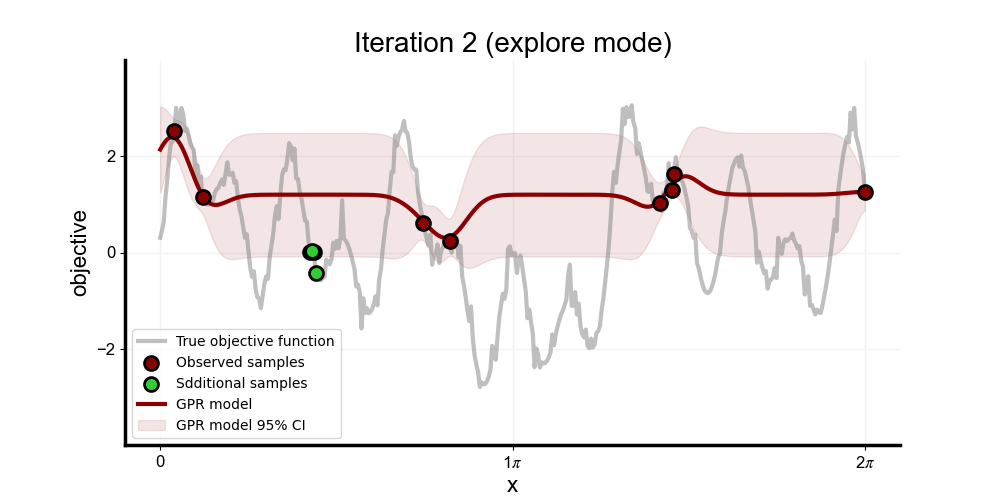 Iteration 2 (explore mode)
objective
2
0
−2
True objective function
Observed samples
Sdditional samples
GPR model
GPR model 95% CI
0
1π
2π
x